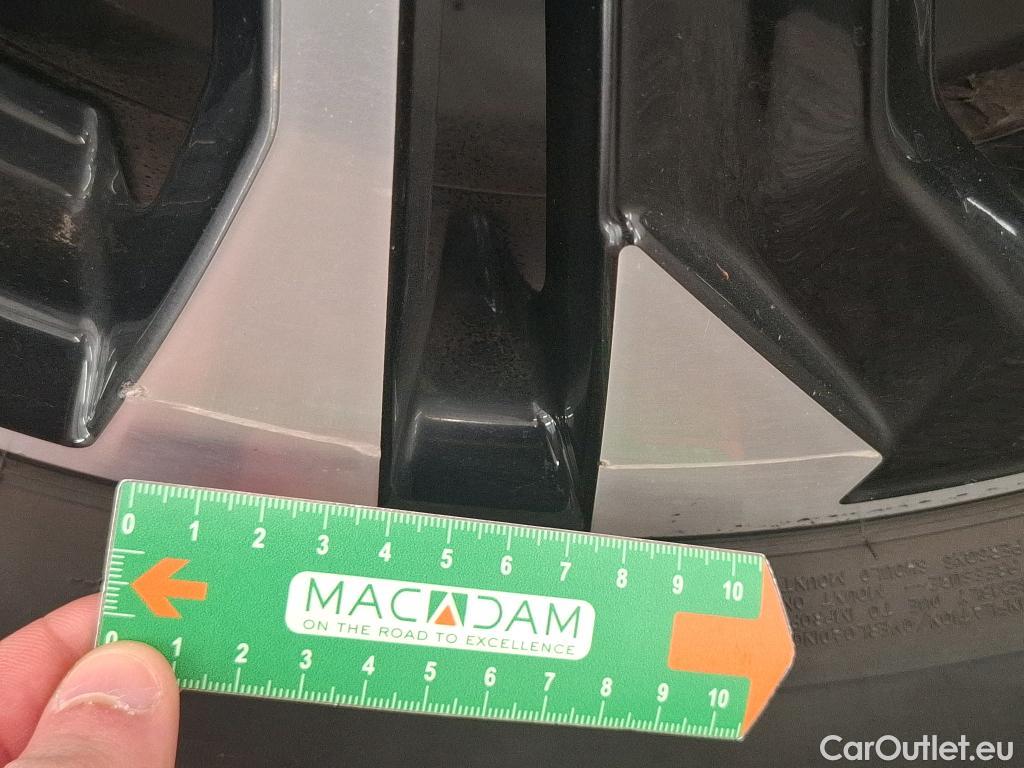 0 1 2 3 4 5 6 7 8 9 10
MACADAM
ON THE ROAD TO EXCELLENCE
0 1 2 3 4 5 6 7 8 9 10
CarOutlet.eu